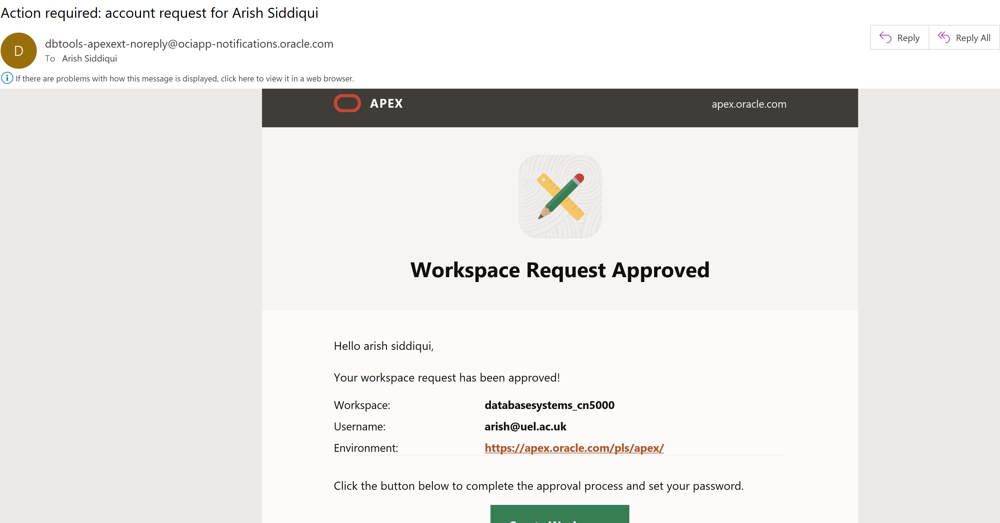 Action required: account request for Arish Siddiqui
D
dbtools-apexext-noreply@ociapp-notifications.oracle.com
To Arish Siddiqui
Reply
Reply All
If there are problems with how this message is displayed, click here to view it in a web browser.
APEX
apex.oracle.com
Workspace Request Approved
Hello arish siddiqui,
Your workspace request has been approved!
Workspace: databasesystems_cn5000
Username: arish@uel.ac.uk
Environment: https://apex.oracle.com/pls/apex/
Click the button below to complete the approval process and set your password.